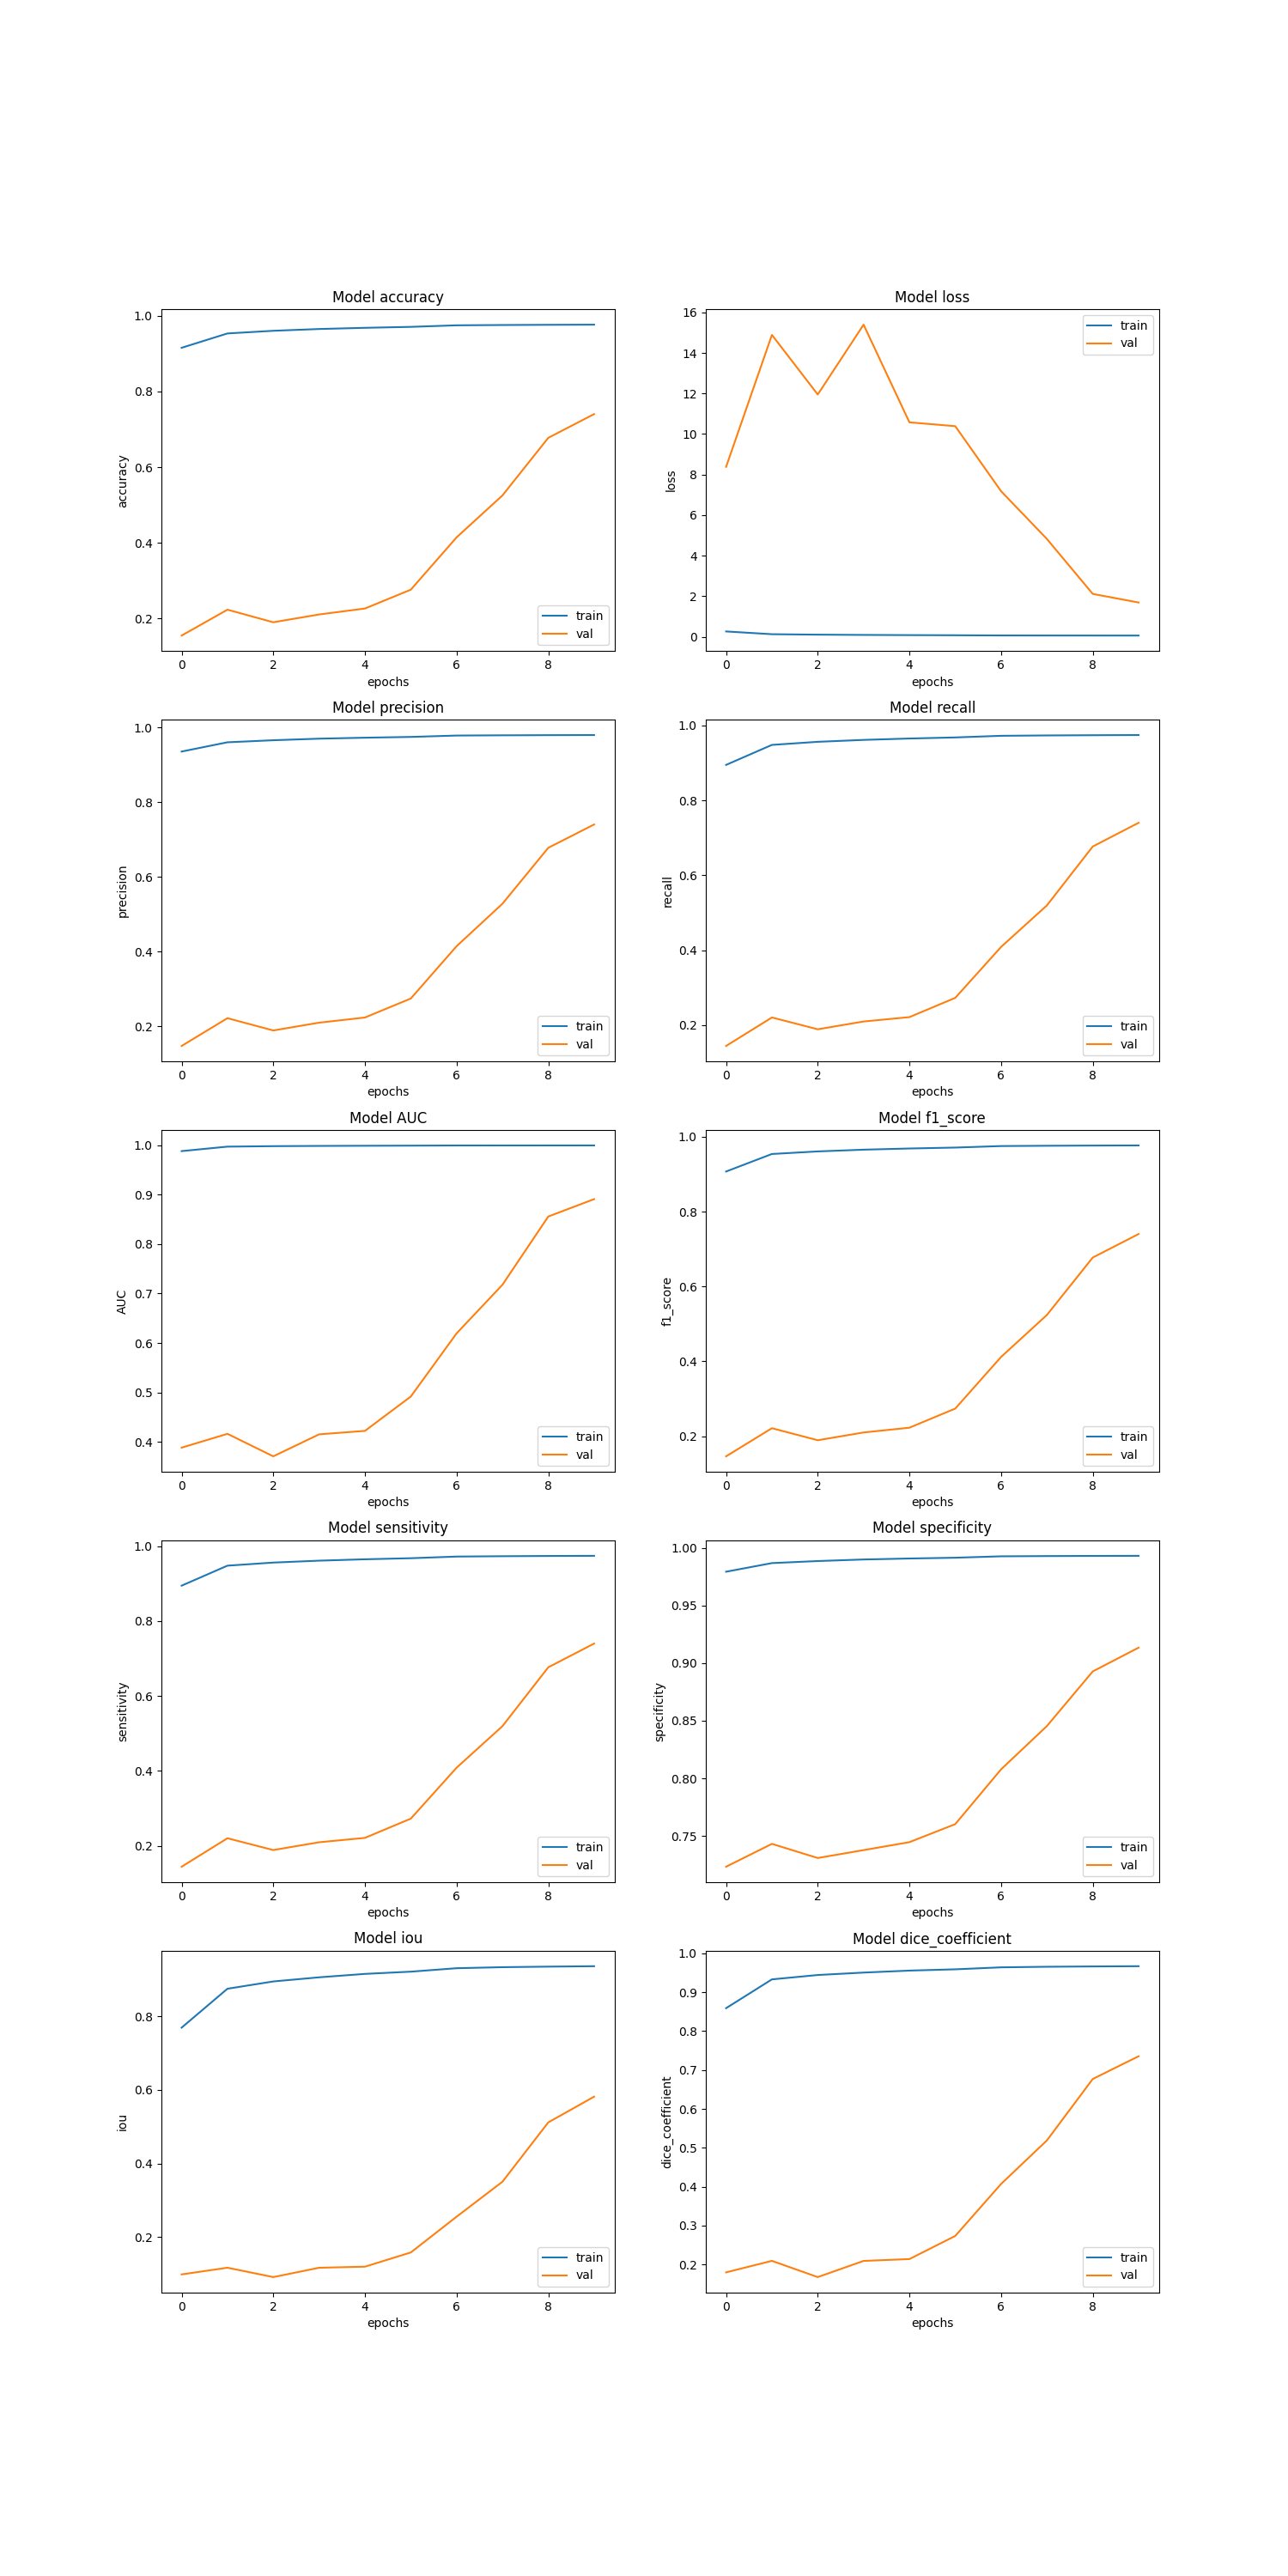 Model accuracy
1.0
0.8
0.6
0.4
0.2
accuracy
train
val
0 2 4 6 8
epochs
Model loss
16
14
12
10
8
6
4
2
0
loss
train
val
0 2 4 6 8
epochs
Model precision
1.0
0.8
0.6
0.4
0.2
precision
train
val
0 2 4 6 8
epochs
Model recall
1.0
0.8
0.6
0.4
0.2
recall
train
val
0 2 4 6 8
epochs
Model AUC
1.0
0.9
0.8
0.7
0.6
0.5
0.4
AUC
train
val
0 2 4 6 8
epochs
Model f1_score
1.0
0.8
0.6
0.4
0.2
f1_score
train
val
0 2 4 6 8
epochs
Model sensitivity
1.0
0.8
0.6
0.4
0.2
sensitivity
train
val
0 2 4 6 8
epochs
Model specificity
1.00
0.95
0.90
0.85
0.80
0.75
specificity
train
val
0 2 4 6 8
epochs
Model iou
0.8
0.6
0.4
0.2
iou
train
val
0 2 4 6 8
epochs
Model dice_coefficient
1.0
0.9
0.8
0.7
0.6
0.5
0.4
0.3
0.2
dice_coefficient
train
val
0 2 4 6 8
epochs